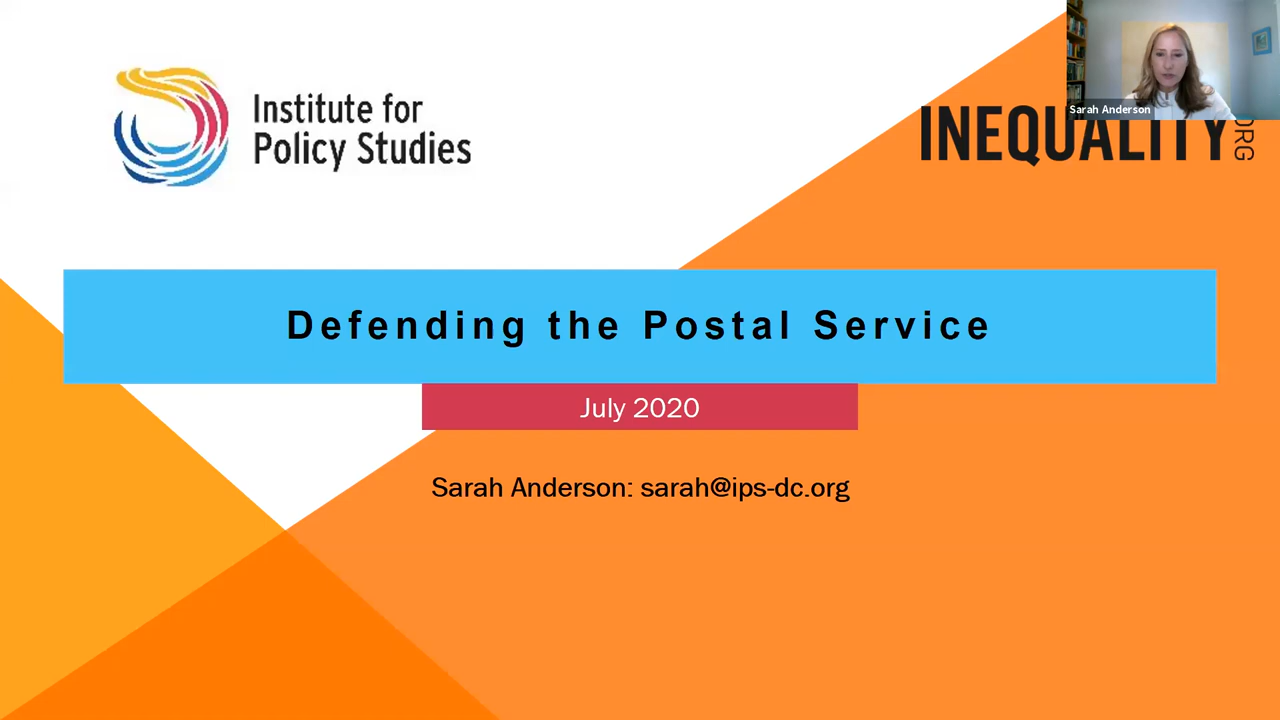 Institute for
Policy Studies
Sarah Anderson
INEQUALITY
ORG
Defending the Postal Service
July 2020
Sarah Anderson: sarah@ips-dc.org